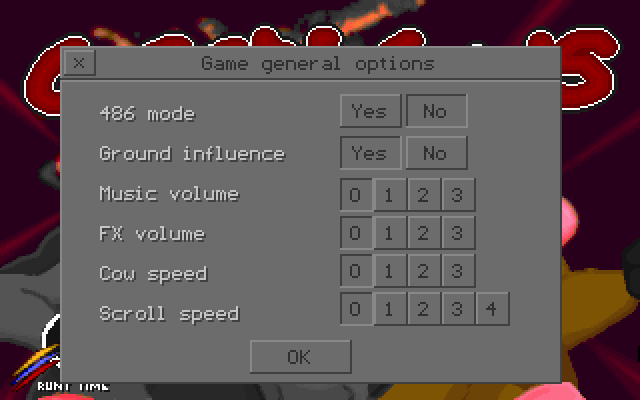 x Game general options
486 mode Yes No
Ground influence Yes No
Music volume 0 1 2 3
FX volume 0 1 2 3
Cow speed 0 1 2 3
Scroll speed 0 1 2 3 4
OK
TIME